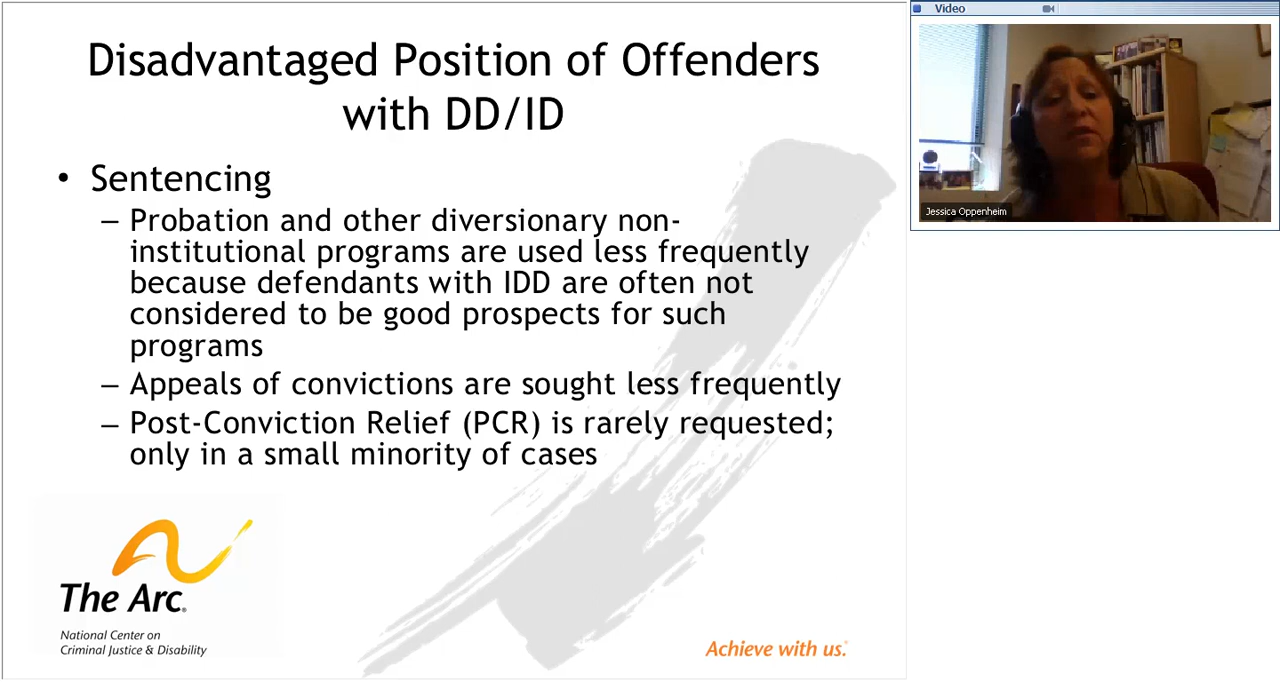 Disadvantaged Position of Offenders
with DD/ID
• Sentencing
– Probation and other diversionary non-
institutional programs are used less frequently
because defendants with IDD are often not
considered to be good prospects for such
programs
– Appeals of convictions are sought less frequently
– Post-Conviction Relief (PCR) is rarely requested;
only in a small minority of cases
The Arc®
National Center on
Criminal Justice & Disability
Achieve with us.®
Video
Jessica Oppenheim